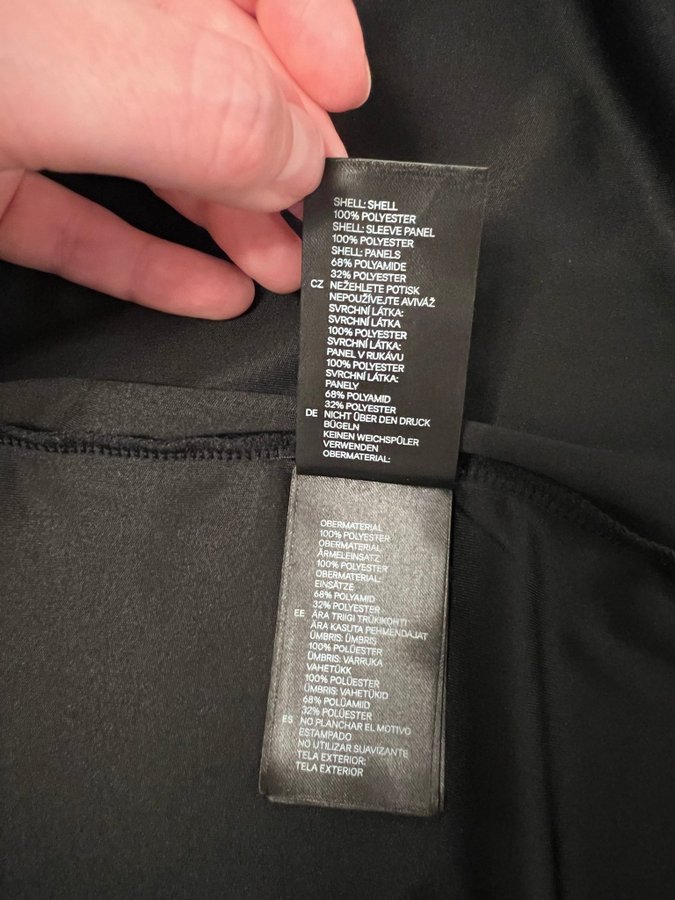 SHELL: SHELL
100% POLYESTER
SHELL: SLEEVE PANEL
100% POLYESTER
SHELL: PANELS
68% POLYAMIDE
32% POLYESTER
CZ NEŽEHLETE POTISK
NEPOUŽÍVEJTE AVIVÁŽ
SVRCHNÍ LÁTKA:
SVRCHNÍ LÁTKA
100% POLYESTER
SVRCHNÍ LÁTKA:
PANEL V RUKÁVU
100% POLYESTER
SVRCHNÍ LÁTKA:
PANELY
68% POLYAMID
32% POLYESTER
DE NICHT ÜBER DEN DRUCK
BÜGELN
KEINEN WEICHSPÜLER
VERWENDEN
OBERMATERIAL:
OBERMATERIAL
100% POLYESTER
OBERMATERIAL:
ÄRMELEINSATZ
100% POLYESTER
OBERMATERIAL:
EINSÄTZE
68% POLYAMID
32% POLYESTER
EE ÄRA TRIIGI TRÜKIKOHTI
ÄRA KASUTA PEHMENDAJAT
ÜMBRIS: ÜMBRIS
100% POLÜESTER
ÜMBRIS: VARRUKA
VAHETÜKK
100% POLÜESTER
ÜMBRIS: VAHETÜKID
68% POLÜAMIID
32% POLÜESTER
ES NO PLANCHAR EL MOTIVO
ESTAMPADO
NO UTILIZAR SUAVIZANTE
TELA EXTERIOR:
TELA EXTERIOR